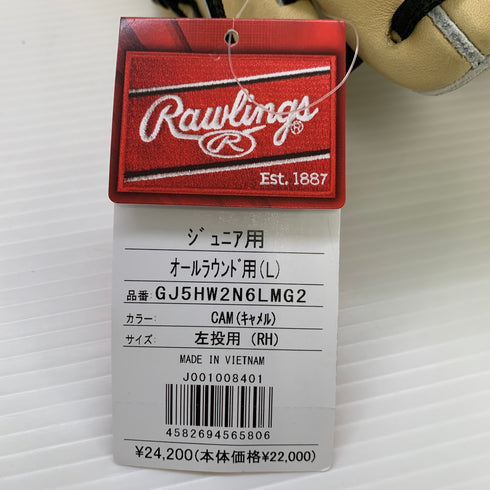 Rawlings
R
®
Est. 1887
ジュニア用
オールラウンド用(L)
品番: GJ5HW2N6LMG2
カラー: CAM(キャメル)
サイズ: 左投用 (RH)
MADE IN VIETNAM
J001008401
4582694565806
¥24,200(本体価格¥22,000)